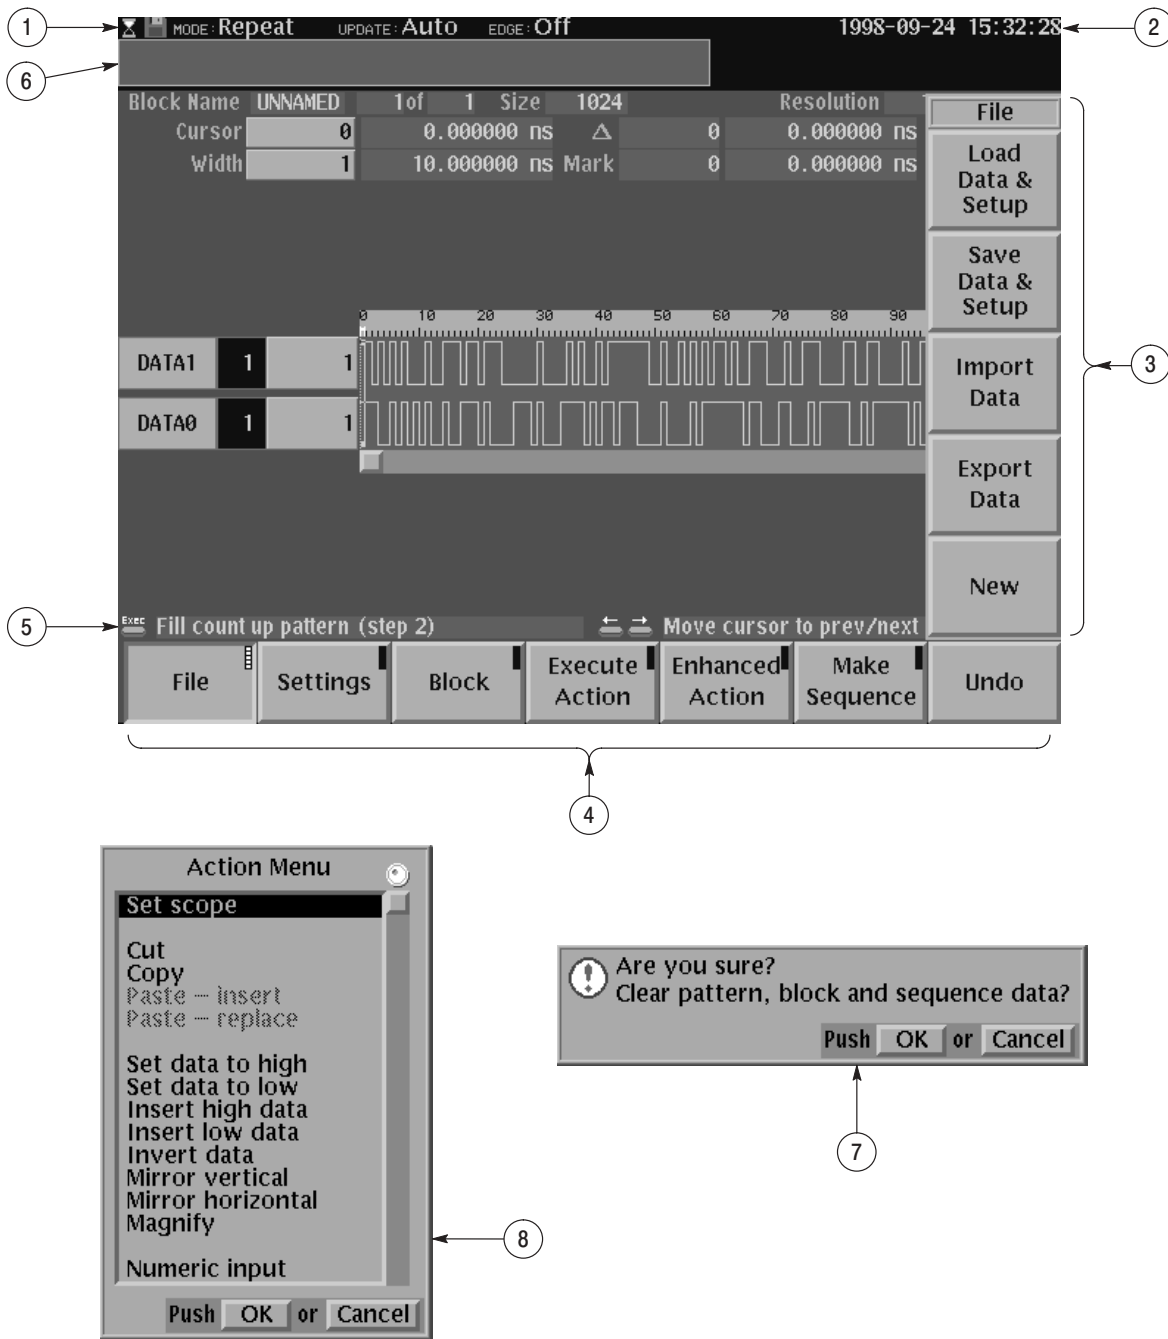 1
MODE: Repeat UPDATE: Auto EDGE: Off 1998-09-24 15:32:28
2
6
Block Name UNNAMED 1of 1 Size 1024 Resolution
Cursor 0 0.000000 ns Δ 0 0.000000 ns
Width 1 10.000000 ns Mark 0 0.000000 ns
File
Load
Data &
Setup
Save
Data &
Setup
Import
Data
Export
Data
New
3
0 10 20 30 40 50 60 70 80 90
DATA1 1 1
DATA0 1 1
5
Exec Fill count up pattern (step 2) ← → Move cursor to prev/next
File
Settings
Block
Execute
Action
Enhanced
Action
Make
Sequence
Undo
4
Action Menu
Set scope
Cut
Copy
Paste – insert
Paste – replace
Set data to high
Set data to low
Insert high data
Insert low data
Invert data
Mirror vertical
Mirror horizontal
Magnify
Numeric input
Push OK or Cancel
8
Are you sure?
Clear pattern, block and sequence data?
Push OK or Cancel
7